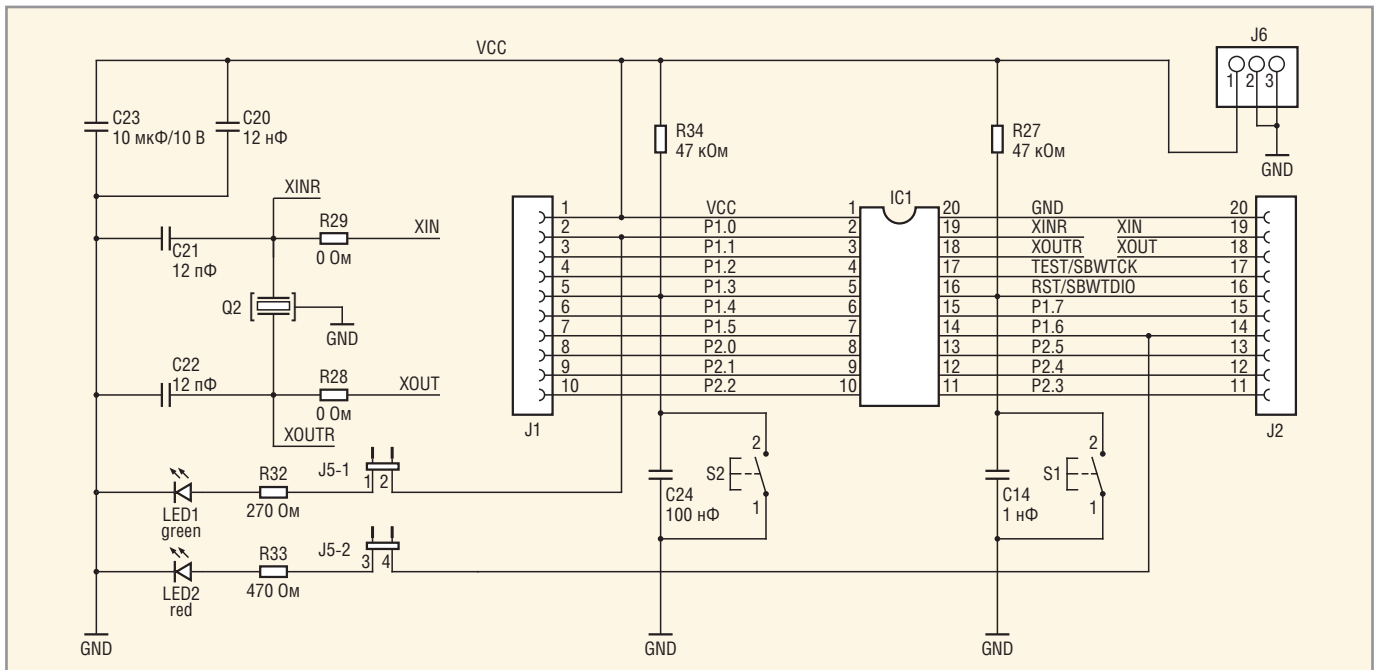 VCC
J6
1 2 3
GND
C23
10 мкФ/10 В
C20
12 нФ
R34
47 кОм
R27
47 кОм
XINR
R29
0 Ом
XIN
C21
12 пФ
Q2
GND
C22
12 пФ
R28
0 Ом
XOUT
XOUTR
IC1
1 VCC 1 20 GND 20
2 P1.0 2 19 XINR XIN 19
3 P1.1 3 18 XOUTR XOUT 18
4 P1.2 4 17 TEST/SBWTCK 17
5 P1.3 5 16 RST/SBWTDIO 16
6 P1.4 6 15 P1.7 15
7 P1.5 7 14 P1.6 14
8 P2.0 8 13 P2.5 13
9 P2.1 9 12 P2.4 12
10 P2.2 10 11 P2.3 11
J1
J2
LED1
green
R32
270 Ом
J5-1
1 2
LED2
red
R33
470 Ом
J5-2
3 4
C24
100 нФ
S2
2
1
C14
1 нФ
S1
2
1
GND
GND
GND